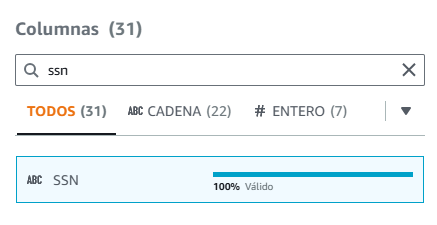 Columnas (31)
ssn
TODOS (31) ABC CADENA (22) # ENTERO (7)
ABC SSN
100% Válido